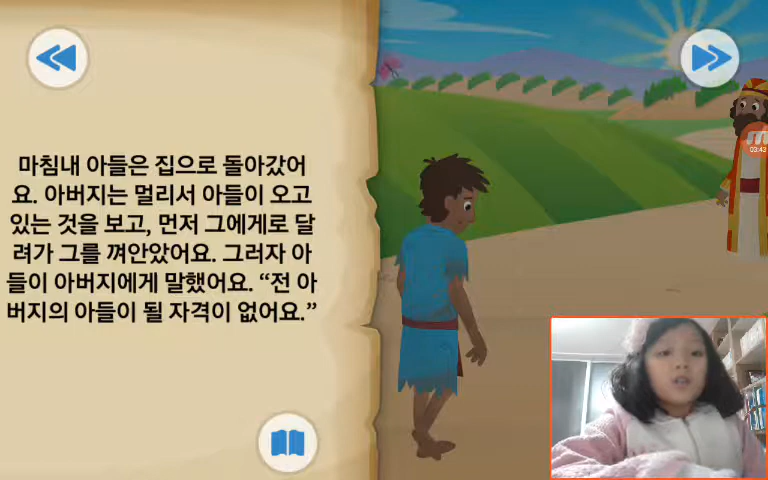 마침내 아들은 집으로 돌아갔어
요. 아버지는 멀리서 아들이 오고
있는 것을 보고, 먼저 그에게로 달
려가 그를 껴안았어요. 그러자 아
들이 아버지에게 말했어요. “전 아
버지의 아들이 될 자격이 없어요.”
03:43